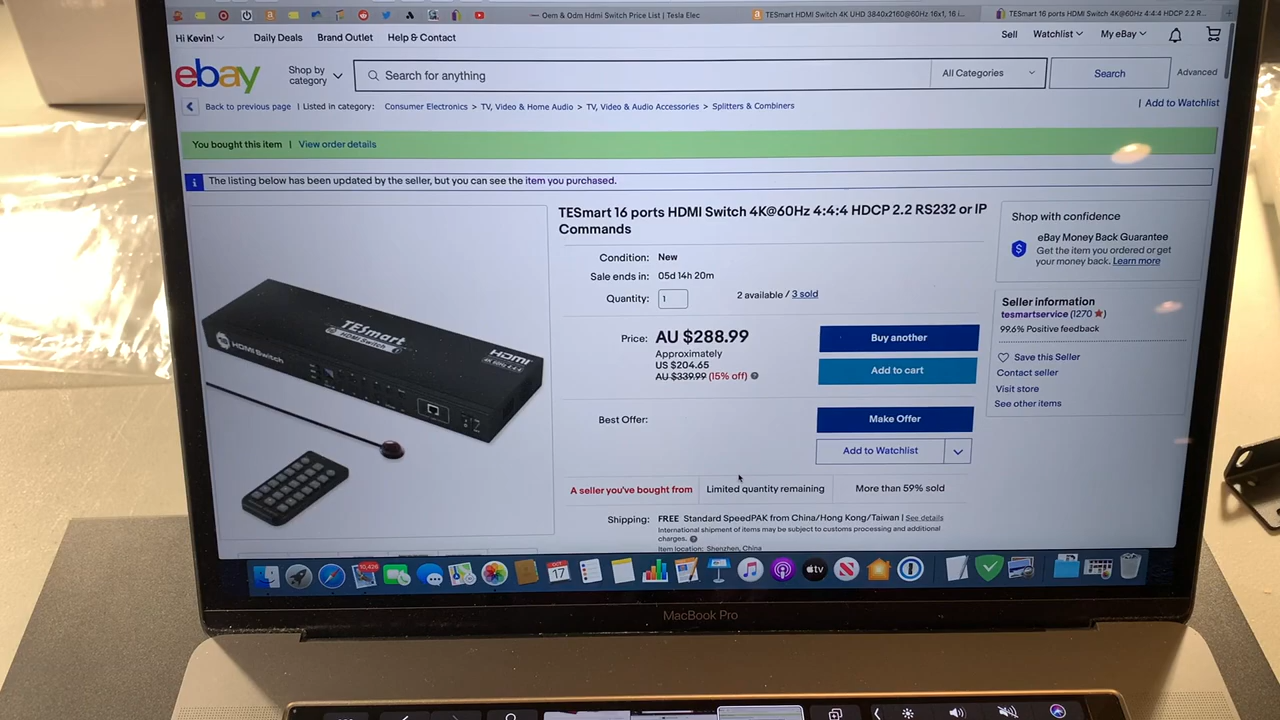 Oern & Odm Hdmi Switch Price List | Tesla Elec
TESmart HDMI Switch 4K UHD 3840x2160@60Hz 16x1, 16 i...
TESmart 16 ports HDMI Switch 4K@60Hz 4:4:4 HDCP 2.2 R...
Hi Kevin!
Daily Deals
Brand Outlet
Help & Contact
Sell
Watchlist
My eBay
ebay
Shop by
category
Search for anything
All Categories
Search
Advanced
Back to previous page | Listed in category: Consumer Electronics > TV, Video & Home Audio > TV, Video & Audio Accessories > Splitters & Combiners
| Add to Watchlist
You bought this item | View order details
The listing below has been updated by the seller, but you can see the item you purchased.
TESmart 16 ports HDMI Switch 4K@60Hz 4:4:4 HDCP 2.2 RS232 or IP
Commands
Condition: New
Sale ends in: 05d 14h 20m
Quantity: 1
2 available / 3 sold
Price: AU $288.99
Approximately
US $204.65
AU $339.99 (15% off)
Buy another
Add to cart
Best Offer:
Make Offer
Add to Watchlist
A seller you've bought from
Limited quantity remaining
More than 59% sold
Shipping: FREE Standard SpeedPAK from China/Hong Kong/Taiwan | See details
International shipment of items may be subject to customs processing and additional
charges.
Item location: Shenzhen, China
Shop with confidence
eBay Money Back Guarantee
Get the item you ordered or get
your money back. Learn more
Seller information
tesmartservice (1270)
99.6% Positive feedback
Save this Seller
Contact seller
Visit store
See other items
TESmart
HDMI Switch
HDMI
HDMI Switch
OCT
17
10,426
tv
MacBook Pro